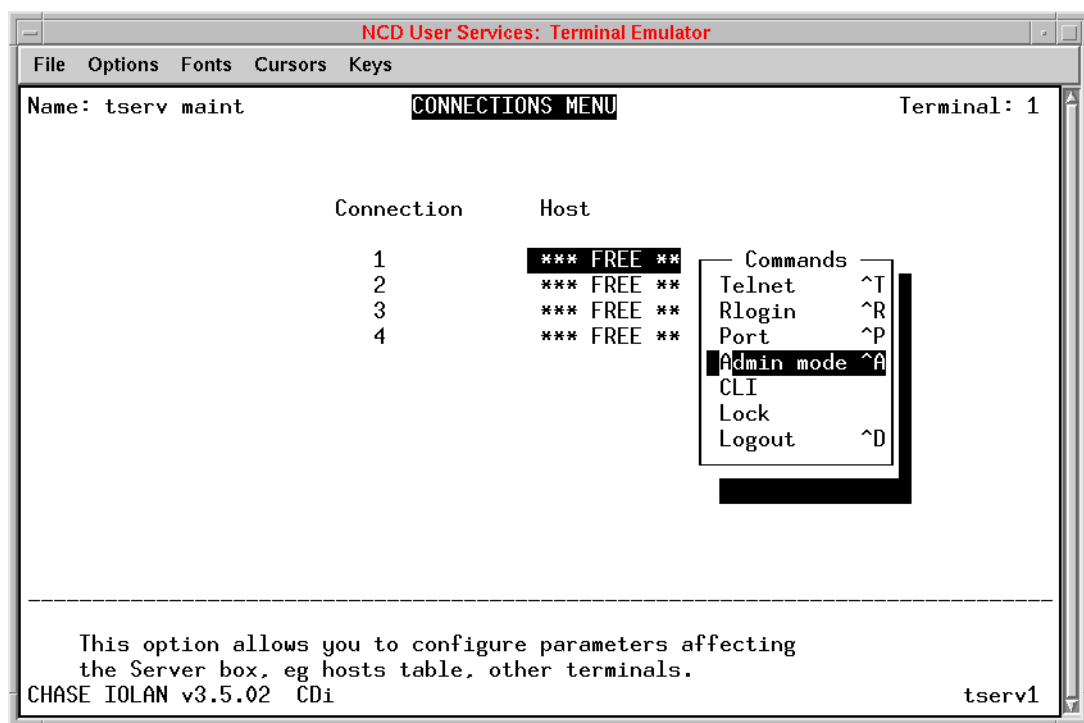 NCD User Services: Terminal Emulator
File Options Fonts Cursors Keys
Name: tserv maint CONNECTIONS MENU Terminal: 1
Connection Host
1 *** FREE **
2 *** FREE **
3 *** FREE **
4 *** FREE **
Commands
Telnet ^T
Rlogin ^R
Port ^P
Admin mode ^A
CLI
Lock
Logout ^D
This option allows you to configure parameters affecting
the Server box, eg hosts table, other terminals.
CHASE IOLAN v3.5.02 CDi tserv1